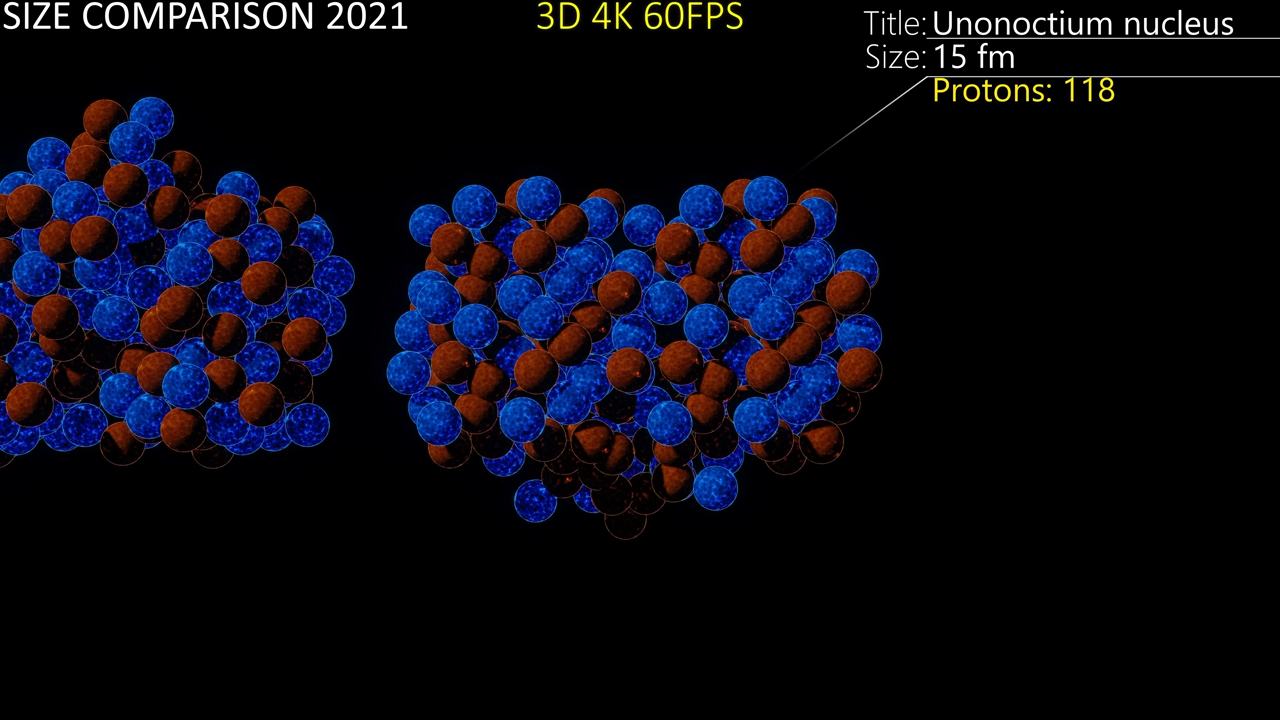 SIZE COMPARISON 2021
3D 4K 60FPS
Title: Unonoctium nucleus
Size: 15 fm
Protons: 118